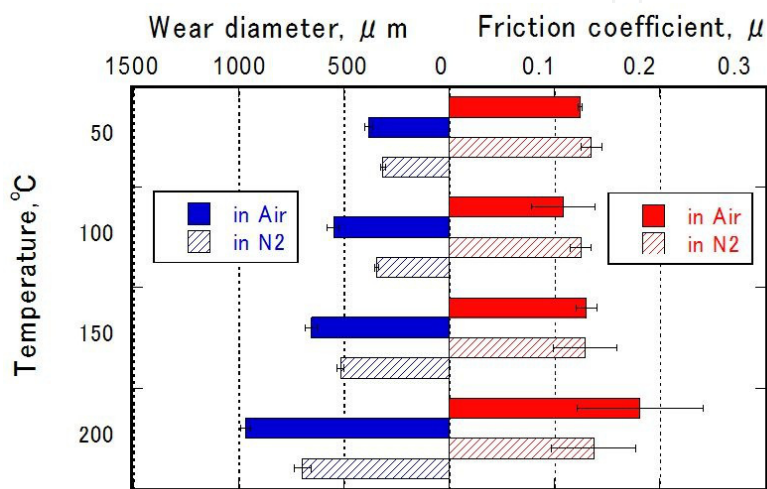 Wear diameter, μ m
Friction coefficient, μ
1500 1000 500 0 0.1 0.2 0.3
Temperature,°C
50
100
150
200
in Air
in N2
in Air
in N2